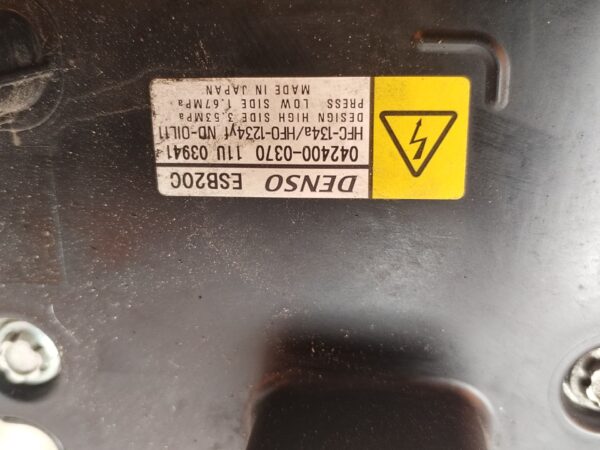 DENSO ESB20C
042400-0370 11U 03941
HFC-134a/HFO-1234yf ND-OIL11
DESIGN HIGH SIDE 3.53MPa
PRESS LOW SIDE 1.67MPa
MADE IN JAPAN